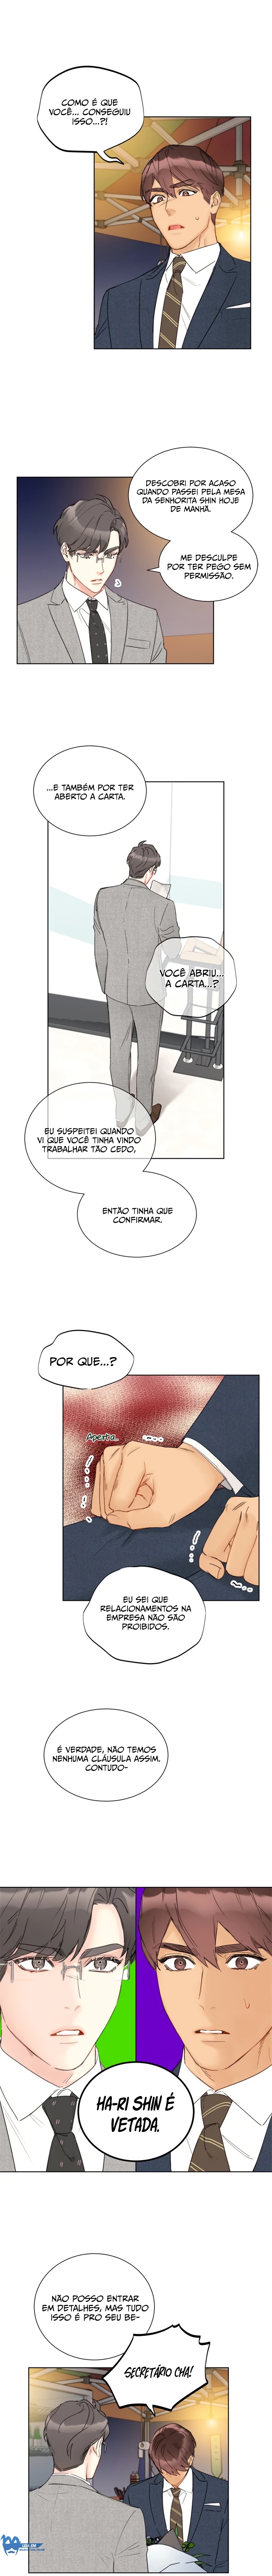 COMO É QUE
VOCÊ... CONSEGUIU
ISSO...?!
DESCOBRI POR ACASO
QUANDO PASSEI PELA MESA
DA SENHORITA SHIN HOJE
DE MANHÃ.
ME DESCULPE
POR TER PEGO SEM
PERMISSÃO.
...E TAMBÉM POR TER
ABERTO A CARTA.
VOCÊ ABRIU...
A CARTA...?
EU SUSPEITEI QUANDO
VI QUE VOCÊ TINHA VINDO
TRABALHAR TÃO CEDO,
ENTÃO TINHA QUE
CONFIRMAR.
POR QUE...?
Aperta..
EU SEI QUE
RELACIONAMENTOS NA
EMPRESA NÃO SÃO
PROIBIDOS.
É VERDADE, NÃO TEMOS
NENHUMA CLÁUSULA ASSIM.
CONTUDO-
HA-RI SHIN É
VETADA.
NÃO POSSO ENTRAR
EM DETALHES, MAS TUDO
ISSO É PRO SEU BE-
SECRETÁRIO CHA!
LEIA EM